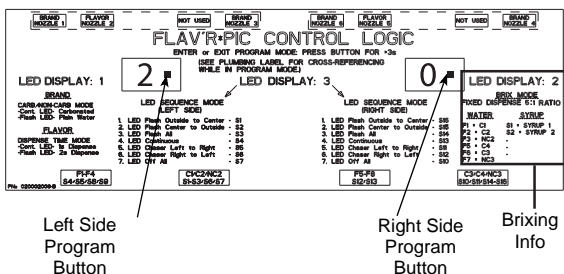 BRAND NOZZLE 1
FLAVOR NOZZLE 2
NOT USED
BRAND NOZZLE 3
BRAND NOZZLE 6
FLAVOR NOZZLE 5
NOT USED
BRAND NOZZLE 4
FLAV'R*PIC CONTROL LOGIC
ENTER or EXIT PROGRAM MODE: PRESS BUTTON FOR +3s
(SEE PLUMBING LABEL FOR CROSS-REFERENCING
WHILE IN PROGRAM MODE.)
LED DISPLAY: 1
2.
LED DISPLAY: 3
0.
LED DISPLAY: 2
BRAND
CARB/NON-CARB MODE
-Cont. LED- Carbonated
-Flash LED- Plain Water
FLAVOR
DISPENSE TIME MODE
-Cont. LED- 1s Dispense
-Flash LED- 2s Dispense
LED SEQUENCE MODE
(LEFT SIDE)
1. LED Flash Outside to Center - S1
2. LED Flash Center to Outside - S2
3. LED Flash All - S3
4. LED Continuous - S4
5. LED Chaser Left to Right - S5
6. LED Chaser Right to Left - S6
7. LED Off All - S7
LED SEQUENCE MODE
(RIGHT SIDE)
1. LED Flash Outside to Center - S16
2. LED Flash Center to Outside - S15
3. LED Flash All - S14
4. LED Continuous - S13
5. LED Chaser Left to Right - S12
6. LED Chaser Right to Left - S11
7. LED Off All - S10
BRIX MODE
FIXED DISPENSE 5:1 RATIO
WATER SYRUP
F1 • C1 S1 • SYRUP 1
F2 • C2 S2 • SYRUP 2
F3 • NC2
F4 •
F5 • C4
F6 • C3
F7 • NC3
P/N: 020002009-B
F1-F4
S4/S5/S8/S9
C1/C2/NC2
S1-S3/S6/S7
F5-F8
S12/S13
C3/C4/NC3
S10/S11/S14-S16
Left Side
Program
Button
Right Side
Program
Button
Brixing
Info